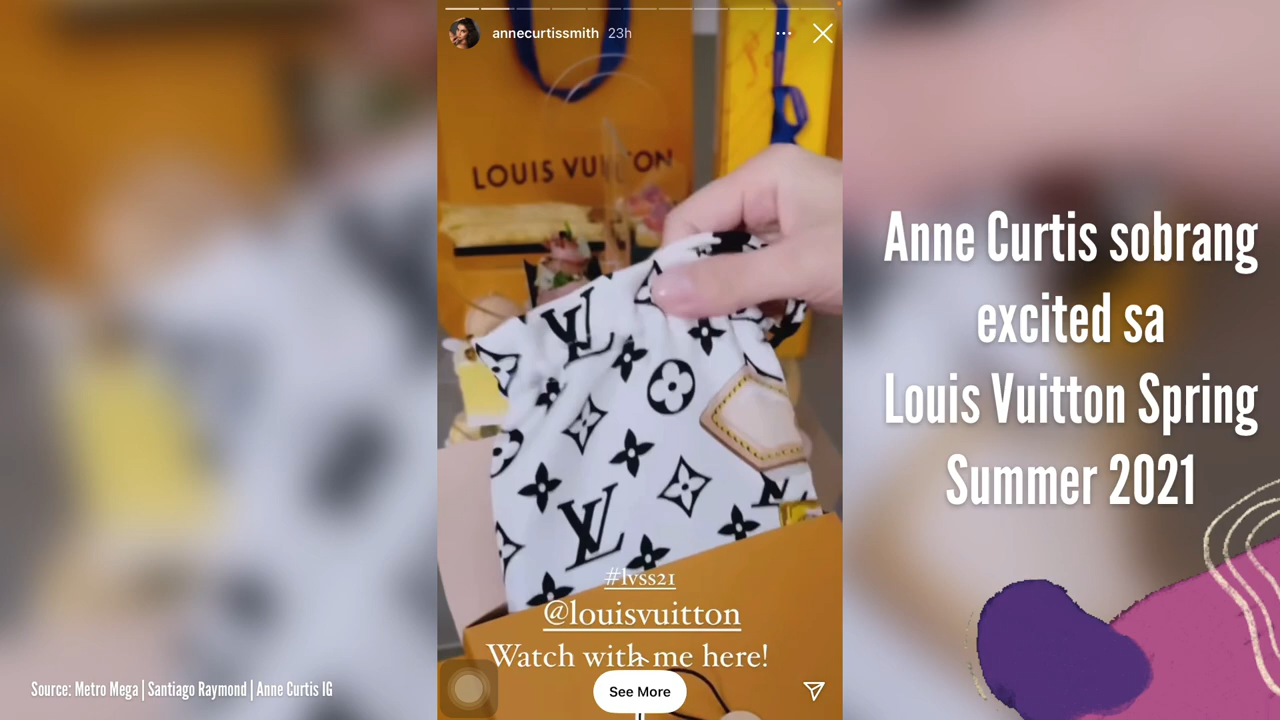 annecurtissmith 23h
LOUIS VUITTON
#lvss21
@louisvuitton
Watch with me here!
See More
Anne Curtis sobrang
excited sa
Louis Vuitton Spring
Summer 2021
Source: Metro Mega | Santiago Raymond | Anne Curtis IG